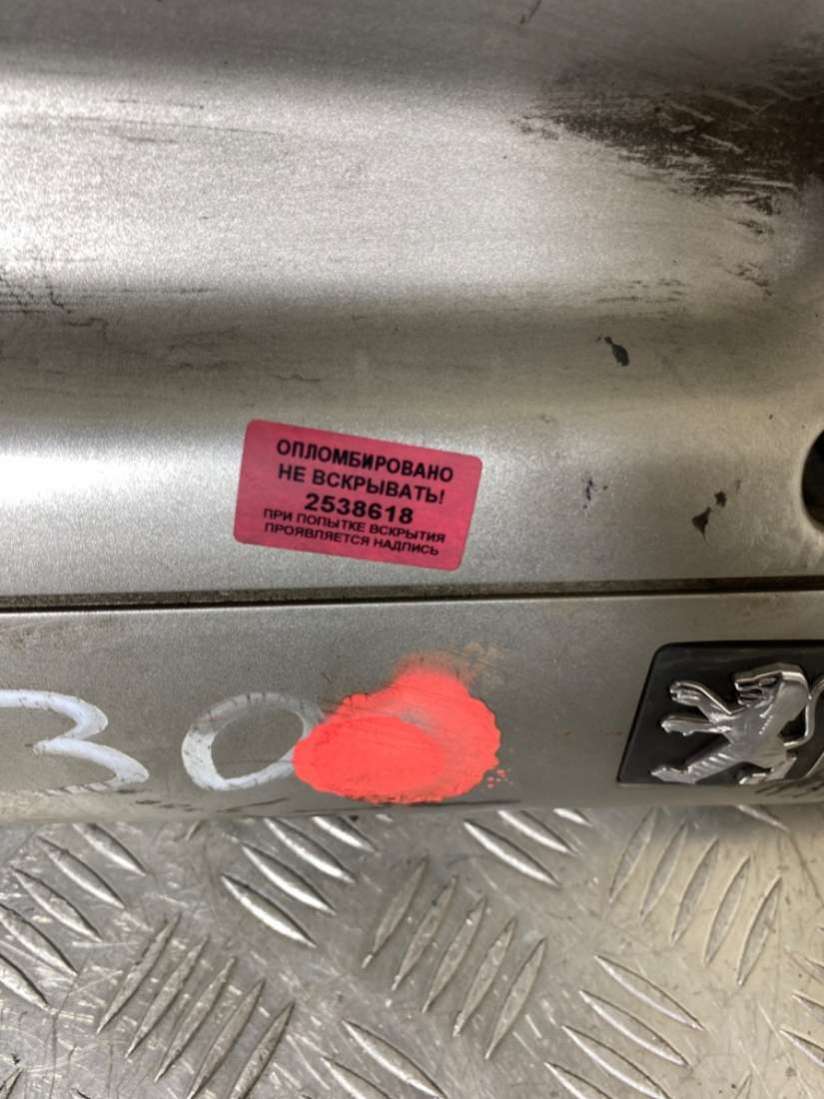 ОПЛОМБИРОВАНО
НЕ ВСКРЫВАТЬ!
2538618
ПРИ ПОПЫТКЕ ВСКРЫТИЯ
ПРОЯВЛЯЕТСЯ НАДПИСЬ
30